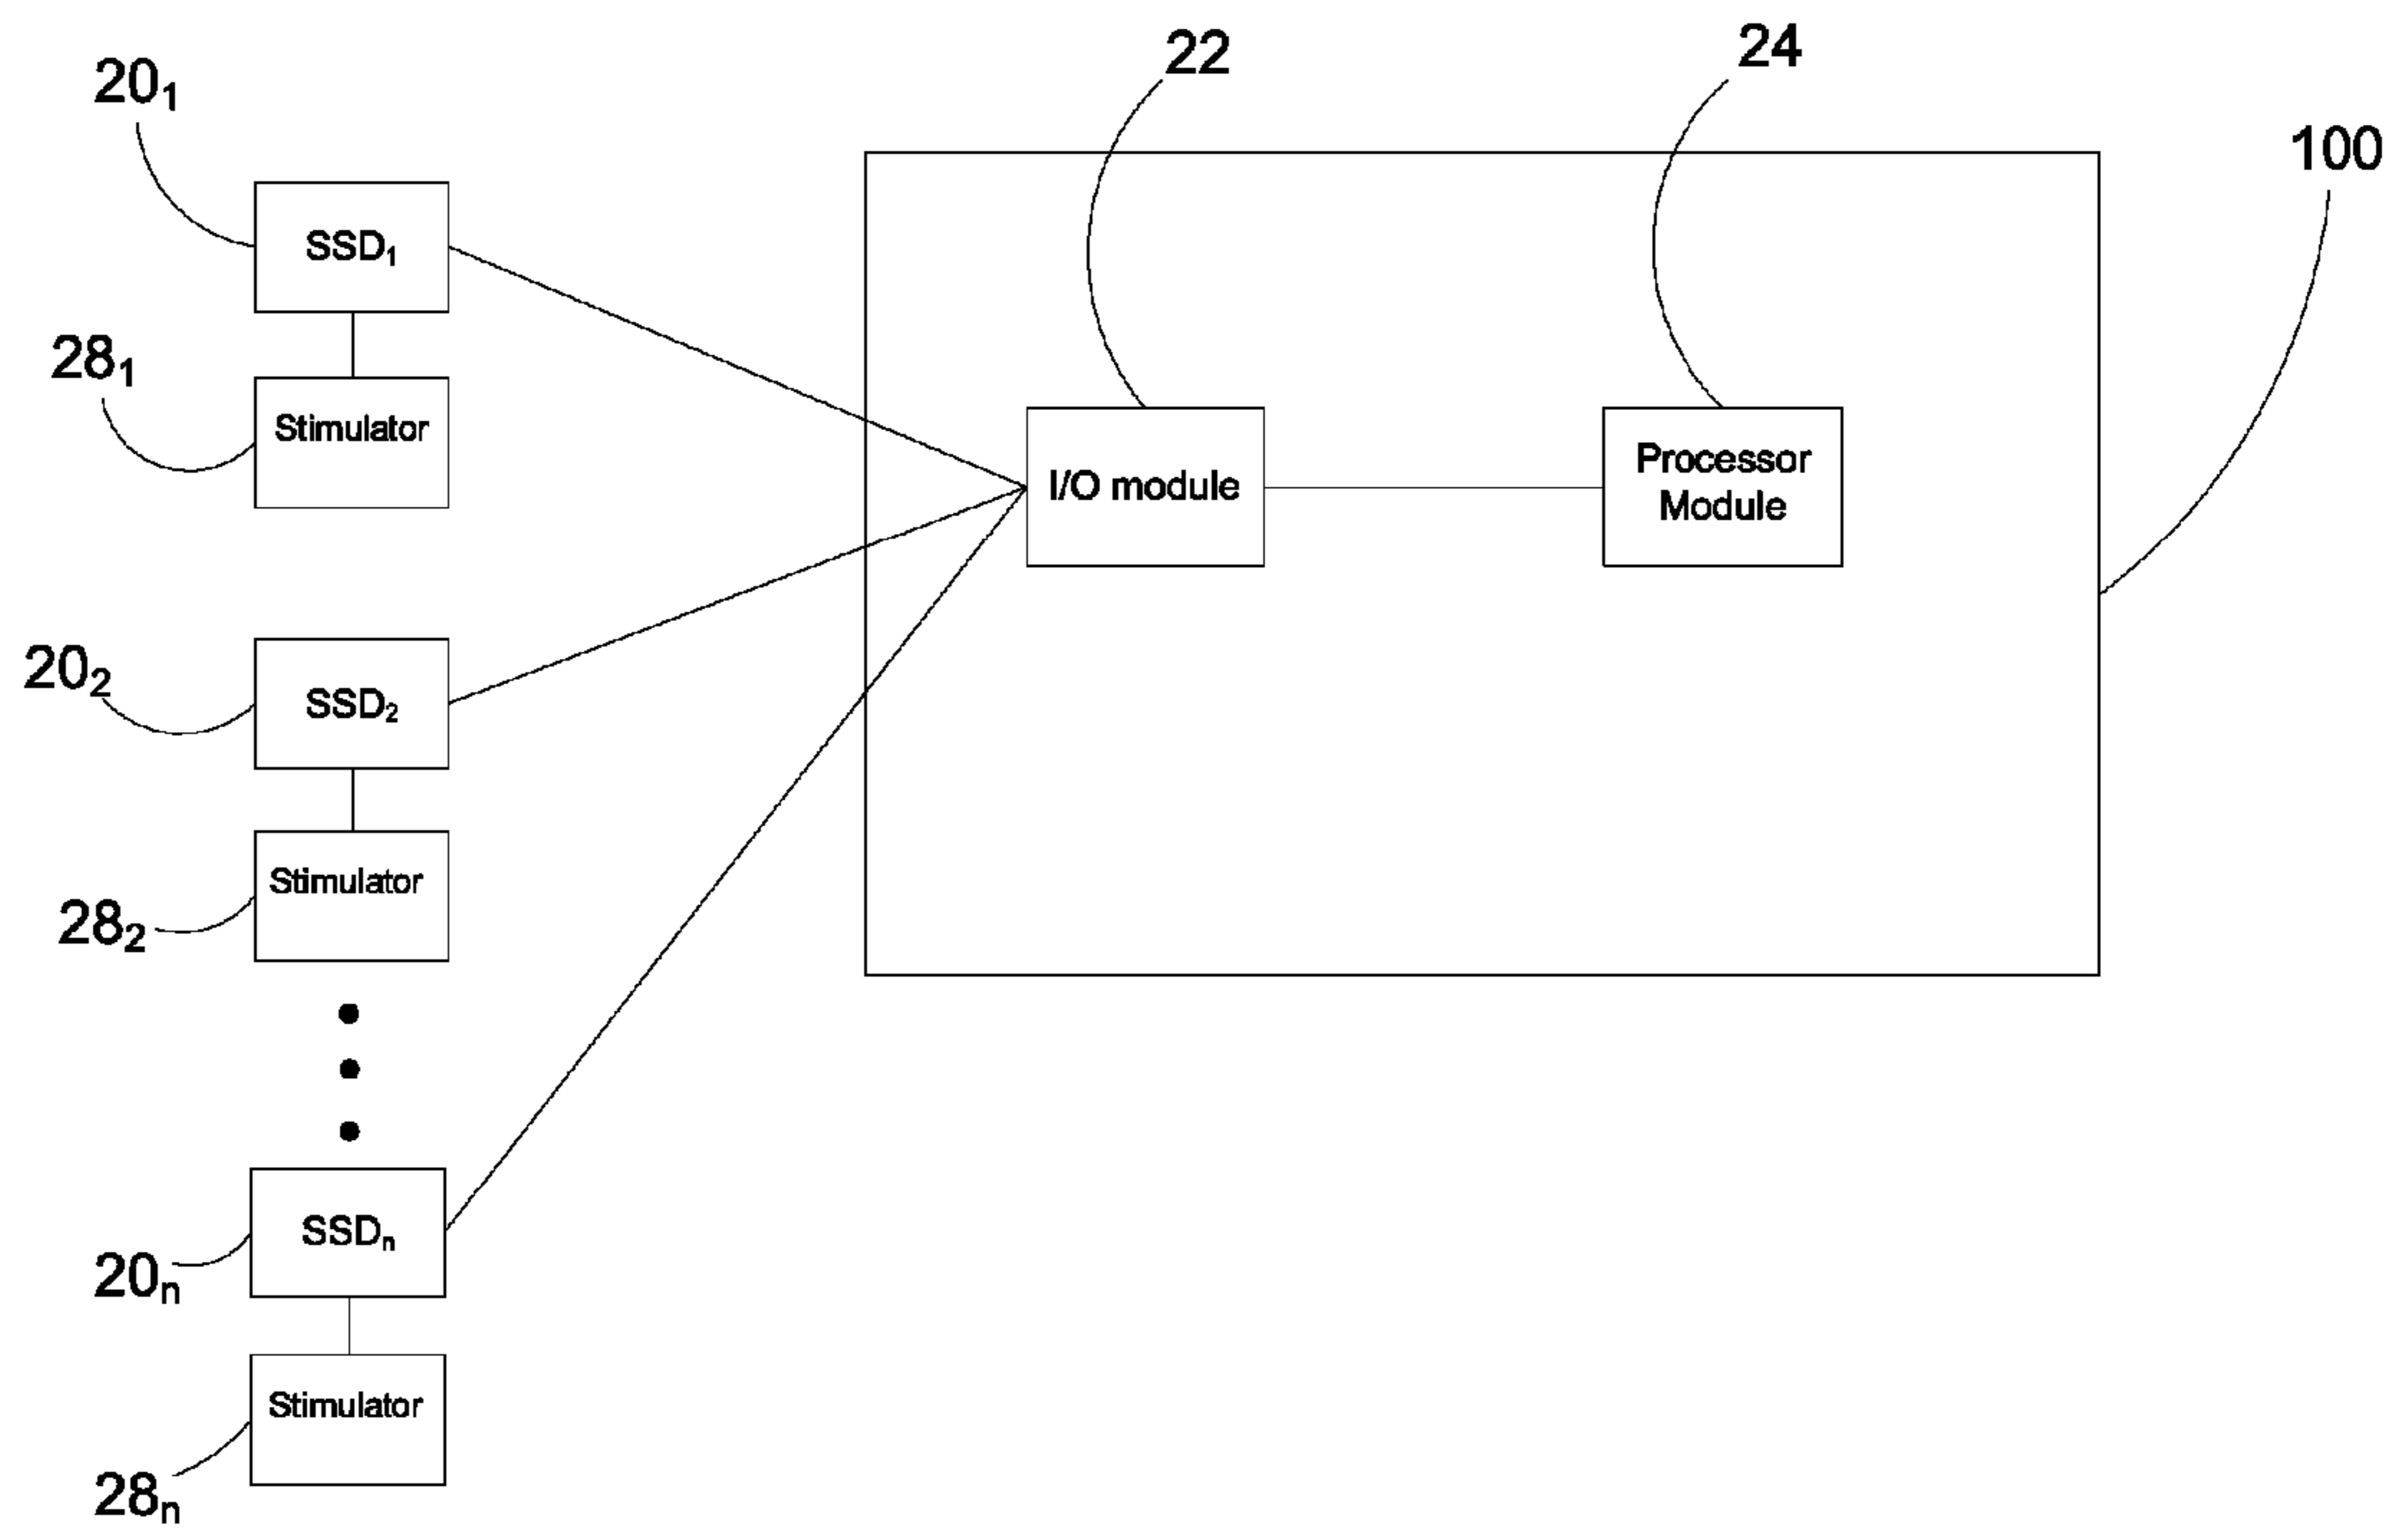 22
24
20₁
100
SSD₁
28₁
Stimulator
I/O module
Processor
Module
20₂
SSD₂
Stimulator
28₂
SSDₙ
20ₙ
Stimulator
28ₙ